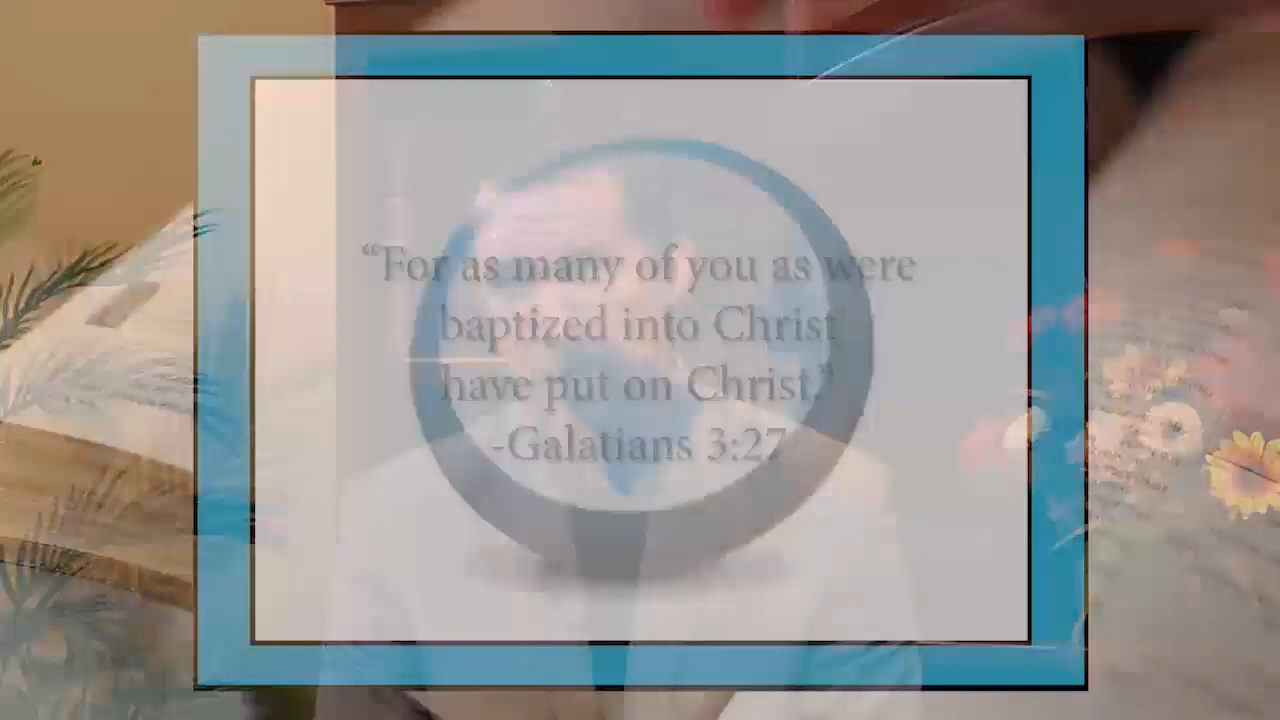 “For as many of you as were
baptized into Christ
have put on Christ.”
-Galatians 3:27